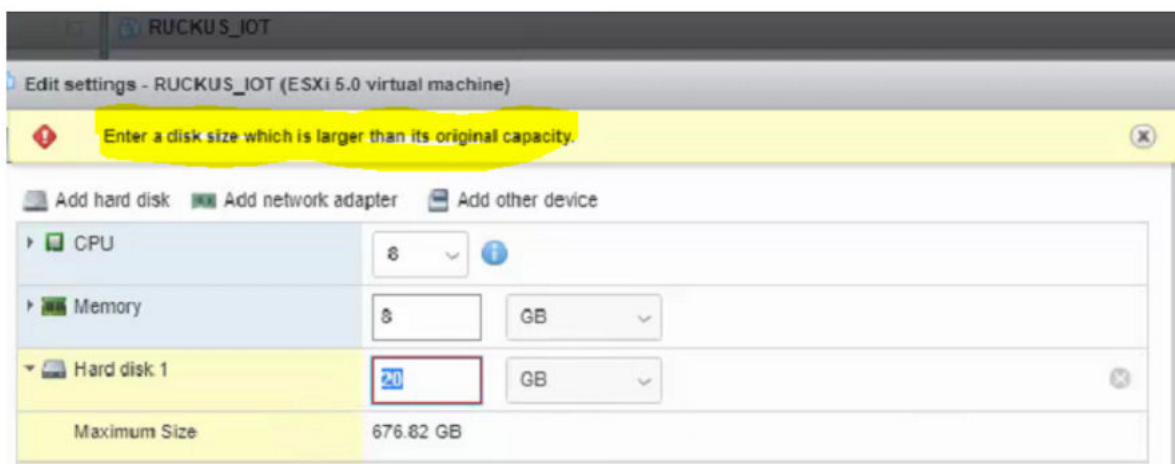 RUCKUS_IOT
Edit settings - RUCKUS_IOT (ESXi 5.0 virtual machine)
Enter a disk size which is larger than its original capacity.
Add hard disk Add network adapter Add other device
CPU 8
Memory 8 GB
Hard disk 1 20 GB
Maximum Size 676.82 GB